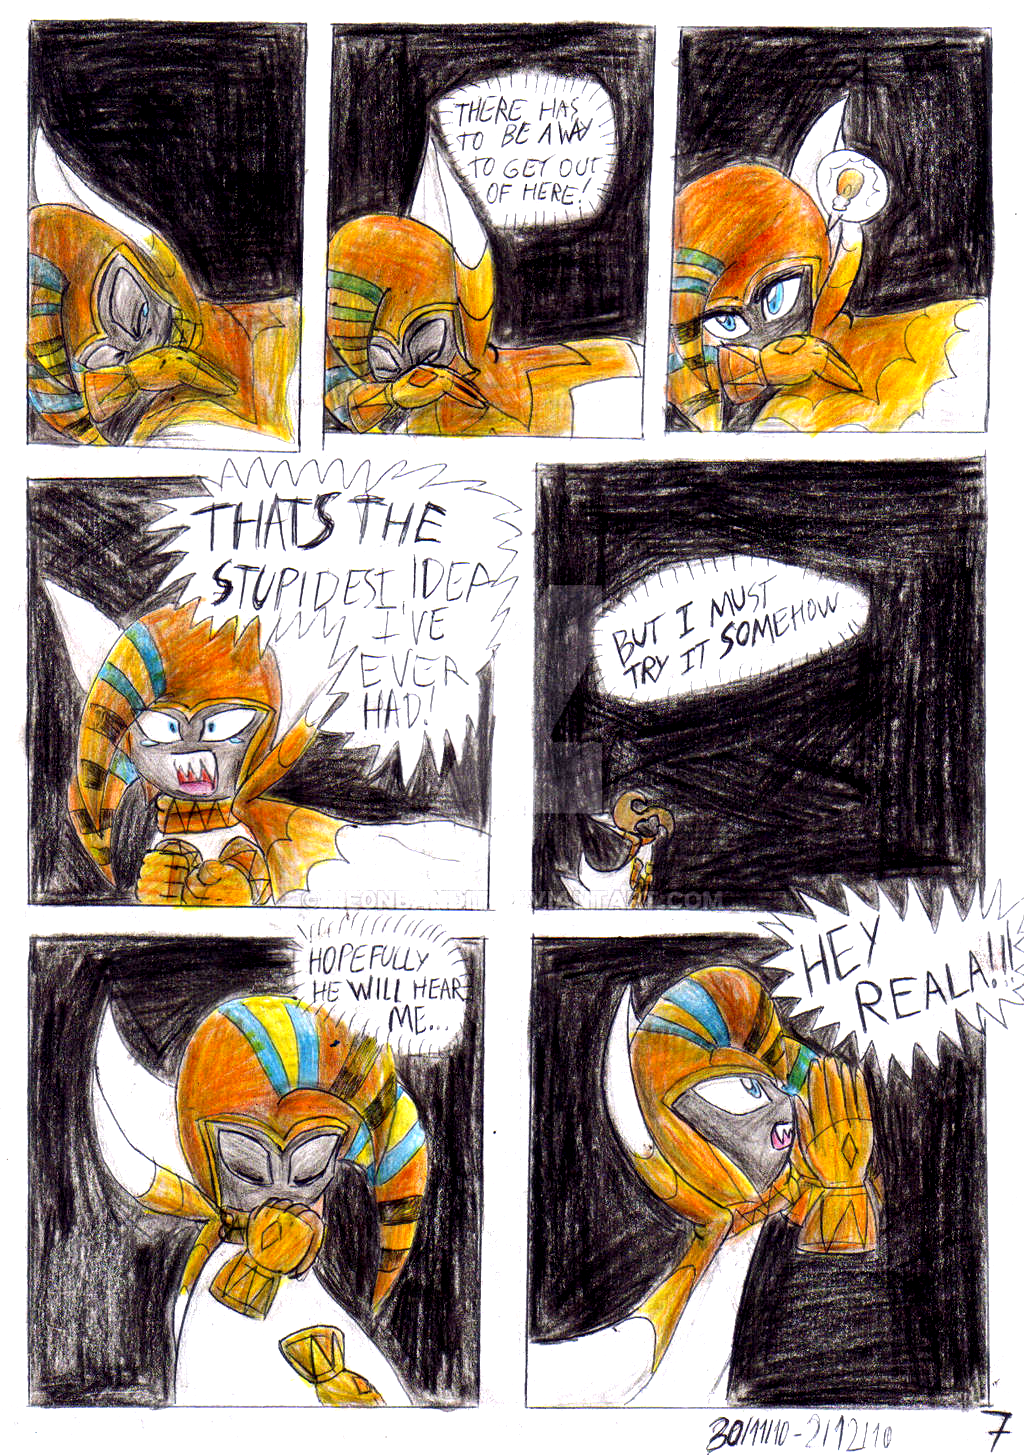 THERE HAS
TO BE A WAY
TO GET OUT
OF HERE!
THATS THE
STUPIDEST IDEA
I'VE
EVER
HAD!
BUT I MUST
TRY IT SOMEHOW
HOPEFULLY
HE WILL HEAR
ME...
HEY
REALA!!
30/11/10-2/12/10
7